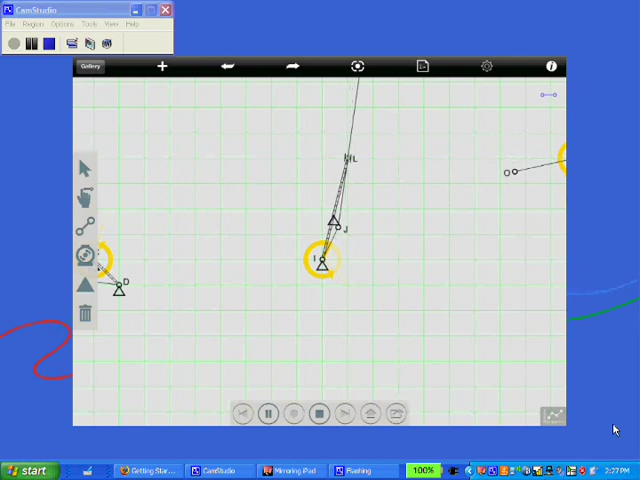 CamStudio
File Region Options Tools View Help
Gallery
L
O
J
I
D
start
Getting Star...
CamStudio
Mirroring iPad
Flashing
100%
2:27 PM